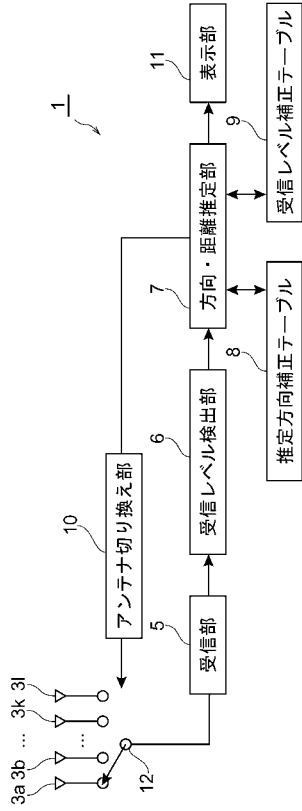 1
3a 3b … 3k 3l
…
12
10
アンテナ切り換え部
5
受信部
6
受信レベル検出部
7
方向・距離推定部
11
表示部
8
推定方向補正テーブル
9
受信レベル補正テーブル